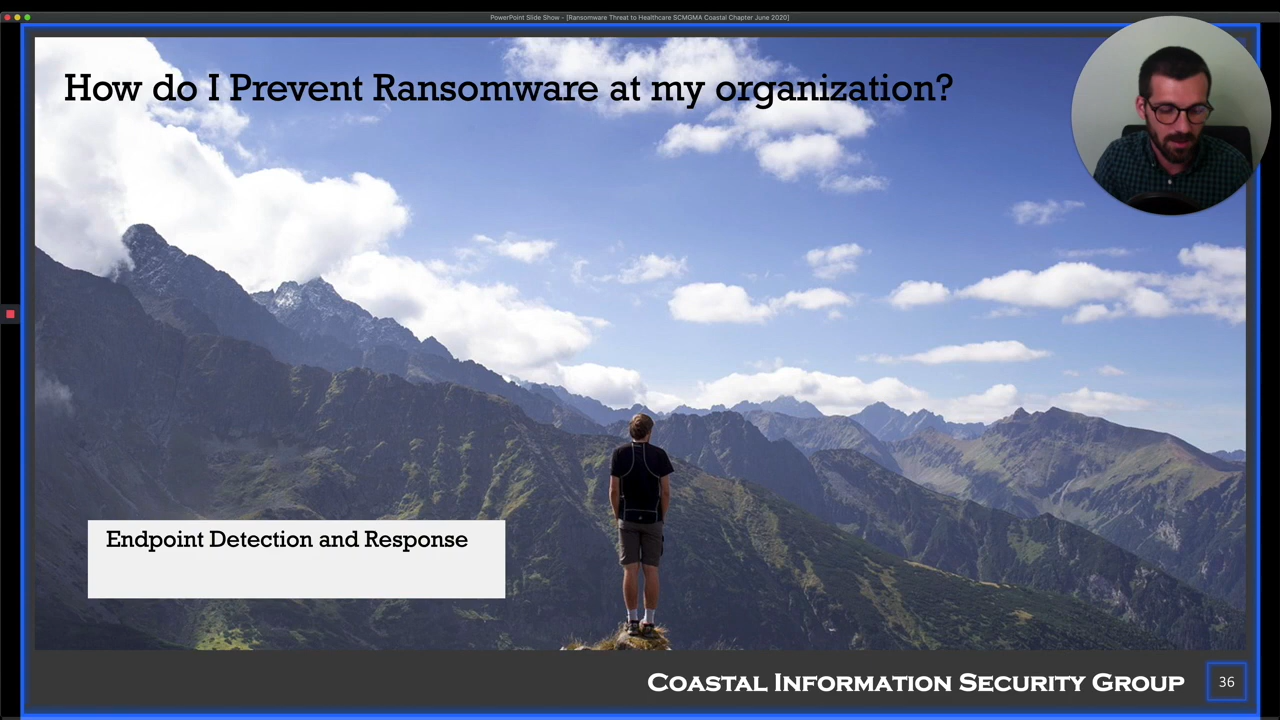 PowerPoint Slide Show - [Ransomware Threat to Healthcare SCMGMA Coastal Chapter June 2020]
How do I Prevent Ransomware at my organization?
Endpoint Detection and Response
Coastal Information Security Group
36